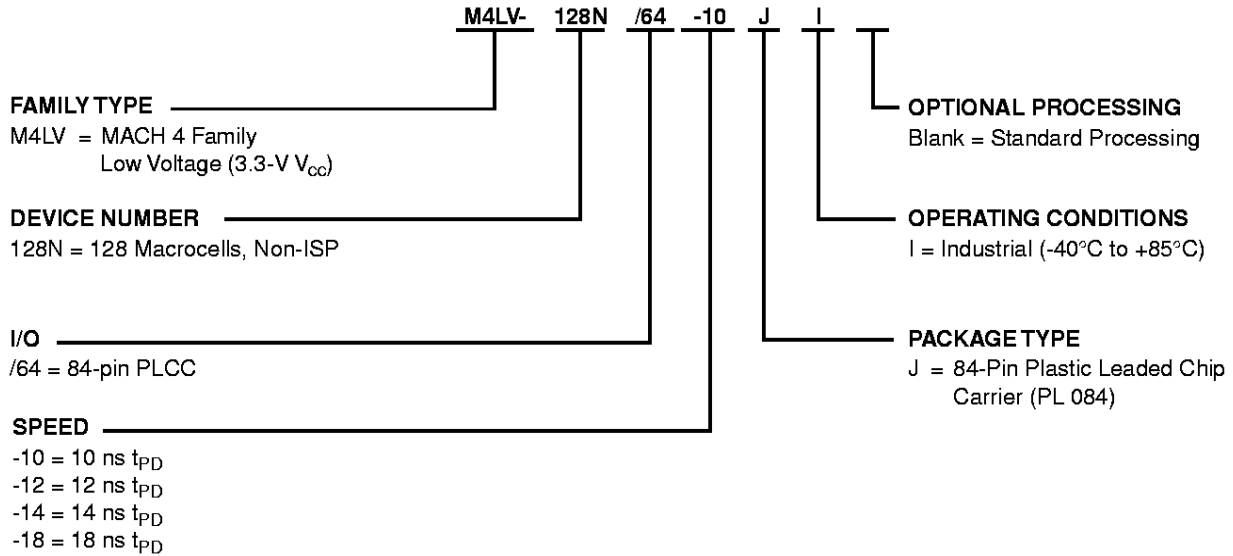 M4LV- 128N /64 -10 J I
FAMILY TYPE
M4LV = MACH 4 Family
Low Voltage (3.3-V VCC)
DEVICE NUMBER
128N = 128 Macrocells, Non-ISP
I/O
/64 = 84-pin PLCC
SPEED
-10 = 10 ns tPD
-12 = 12 ns tPD
-14 = 14 ns tPD
-18 = 18 ns tPD
OPTIONAL PROCESSING
Blank = Standard Processing
OPERATING CONDITIONS
I = Industrial (-40°C to +85°C)
PACKAGE TYPE
J = 84-Pin Plastic Leaded Chip
Carrier (PL 084)